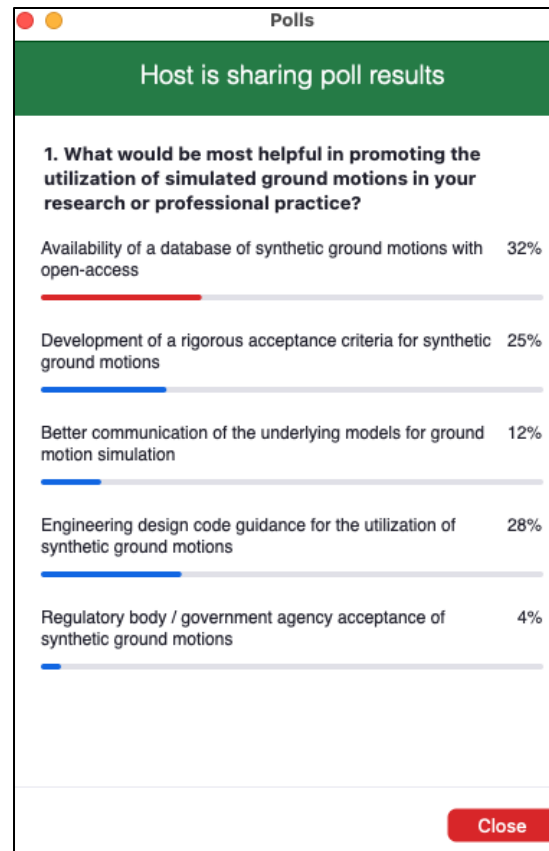 Polls
Host is sharing poll results
1. What would be most helpful in promoting the
utilization of simulated ground motions in your
research or professional practice?
Availability of a database of synthetic ground motions with 32%
open-access
Development of a rigorous acceptance criteria for synthetic 25%
ground motions
Better communication of the underlying models for ground 12%
motion simulation
Engineering design code guidance for the utilization of 28%
synthetic ground motions
Regulatory body / government agency acceptance of 4%
synthetic ground motions
Close